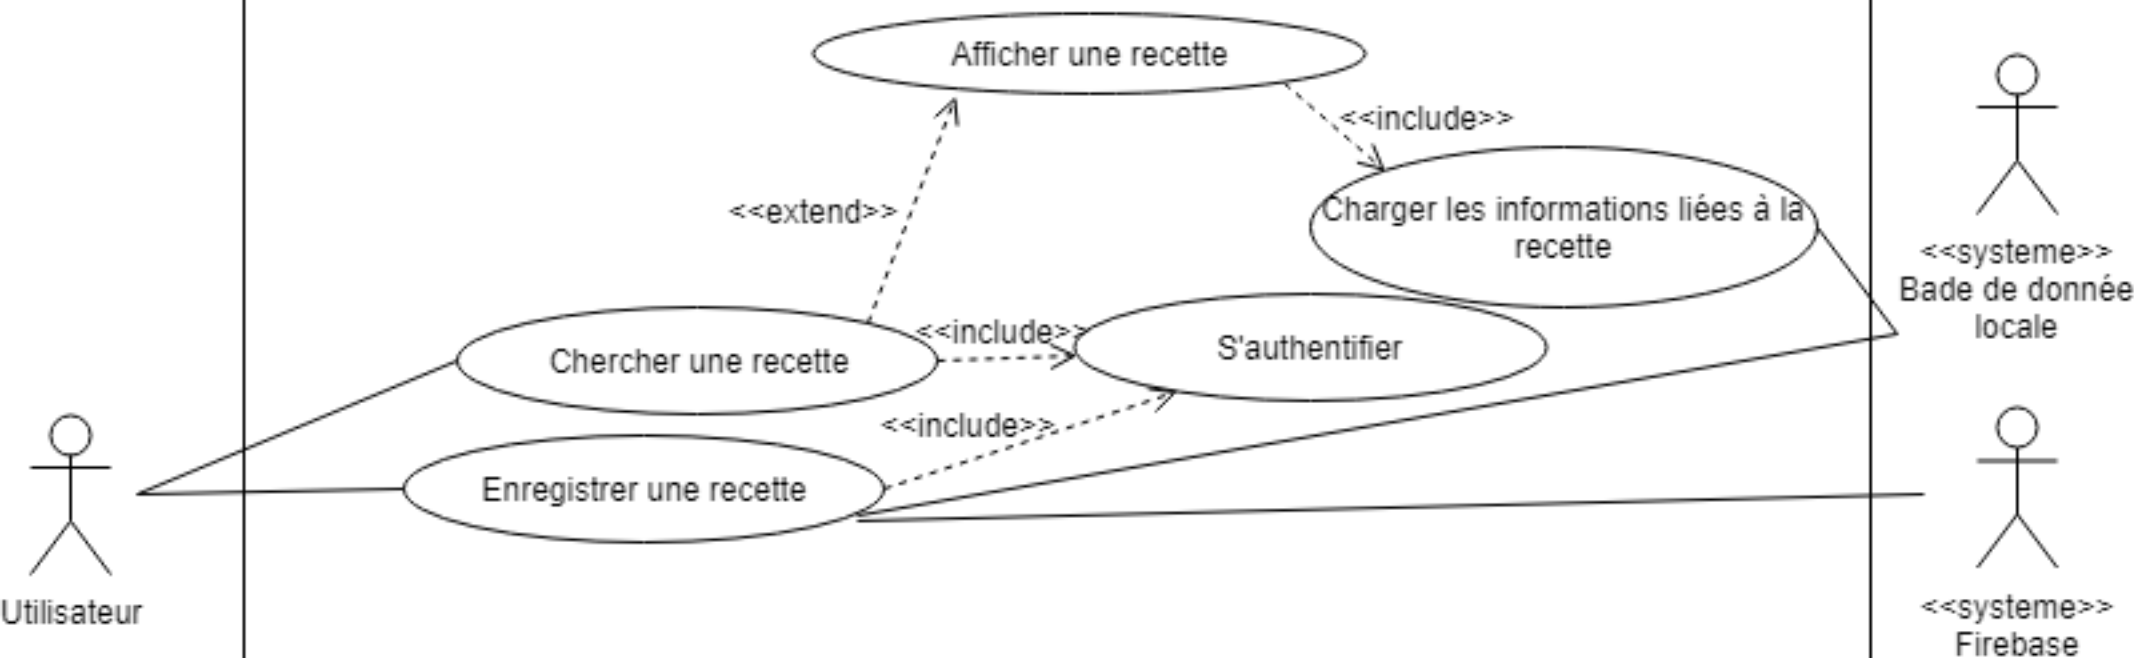 Afficher une recette
<<include>>
<<extend>>
Charger les informations liées à la
recette
<<systeme>>
Bade de donnée
locale
<<include>>
S'authentifier
Chercher une recette
<<include>>
Enregistrer une recette
Utilisateur
<<systeme>>
Firebase